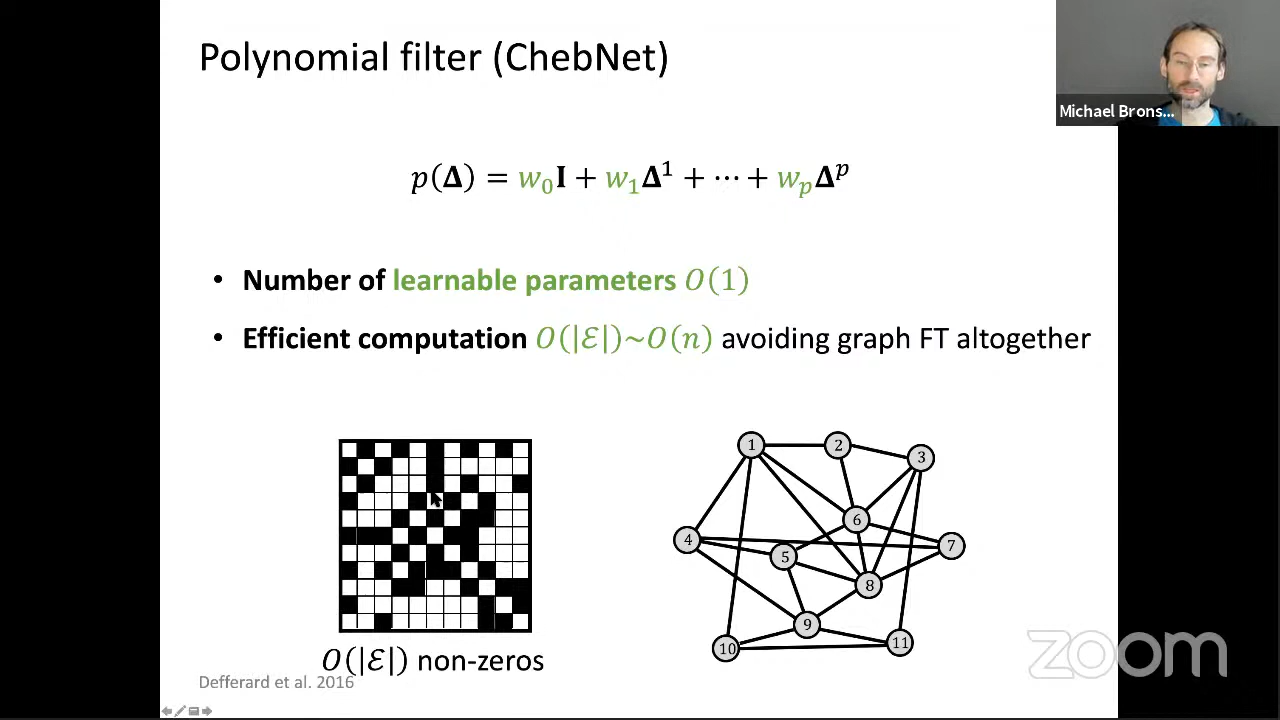 Polynomial filter (ChebNet)
Michael Brons...
p(Δ) = w₀I + w₁Δ¹ + ⋯ + wₚΔᵖ
• Number of learnable parameters O(1)
• Efficient computation O(|ℰ|)~O(n) avoiding graph FT altogether
1 2 3
6
4 5 7
8
9
10 11
O(|ℰ|) non-zeros
Defferard et al. 2016
zoom